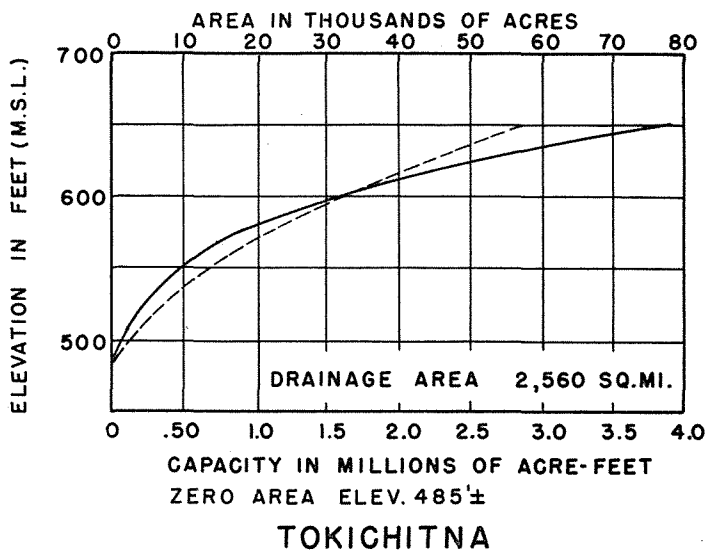 AREA IN THOUSANDS OF ACRES
0 10 20 30 40 50 60 70 80
700
600
500
ELEVATION IN FEET (M.S.L.)
DRAINAGE AREA 2,560 SQ.MI.
0 .50 1.0 1.5 2.0 2.5 3.0 3.5 4.0
CAPACITY IN MILLIONS OF ACRE-FEET
ZERO AREA ELEV. 485'±
TOKICHITNA